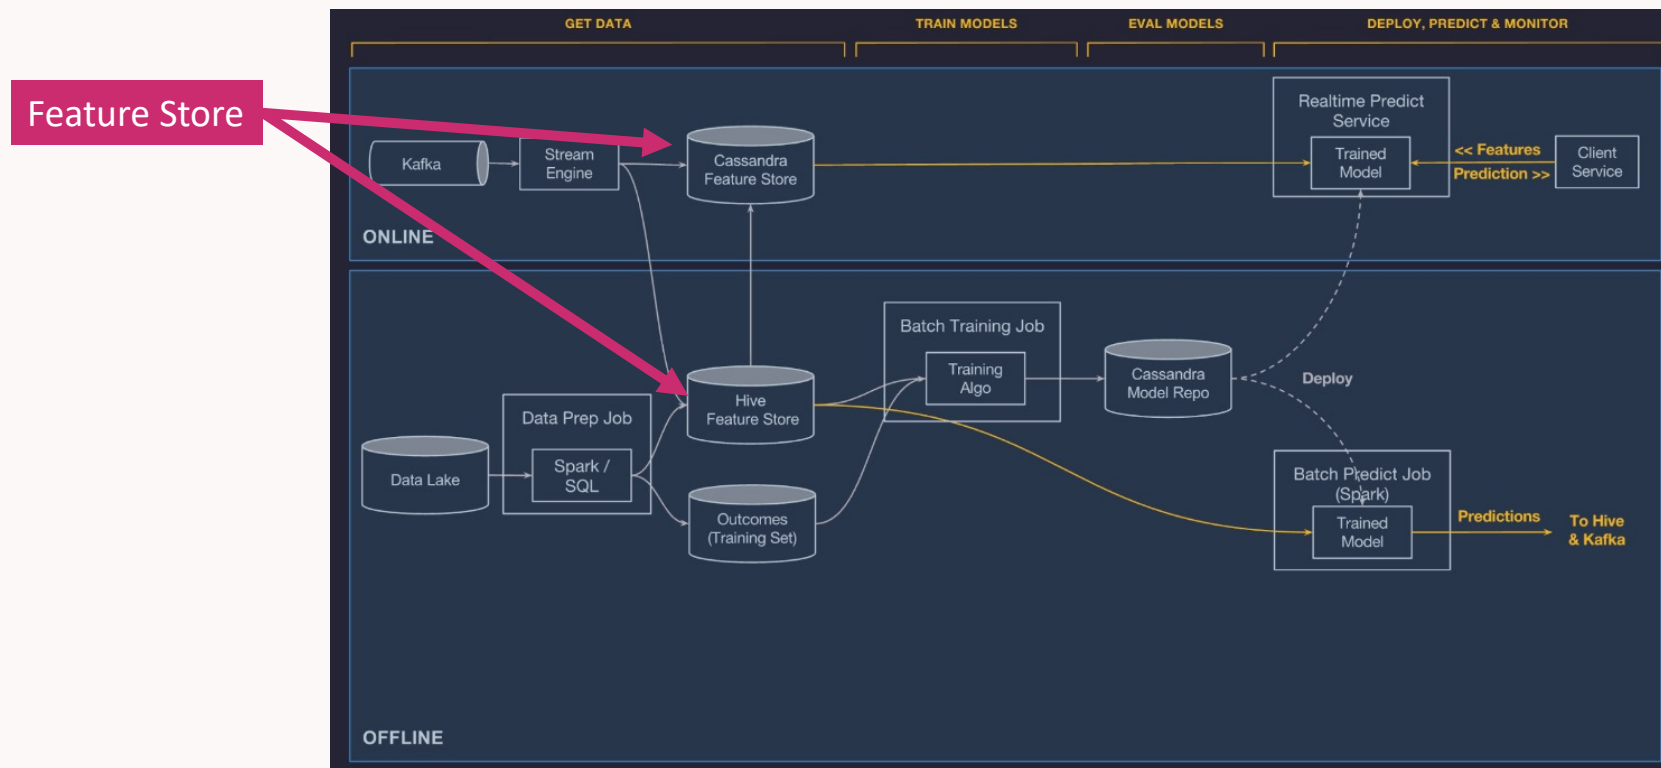 GET DATA
TRAIN MODELS
EVAL MODELS
DEPLOY, PREDICT & MONITOR
Feature Store
Kafka
Stream
Engine
Cassandra
Feature Store
Realtime Predict
Service
Trained
Model
<< Features
Prediction >>
Client
Service
ONLINE
Data Lake
Data Prep Job
Spark /
SQL
Hive
Feature Store
Outcomes
(Training Set)
Batch Training Job
Training
Algo
Cassandra
Model Repo
Deploy
Batch Predict Job
(Spark)
Trained
Model
Predictions
To Hive
& Kafka
OFFLINE